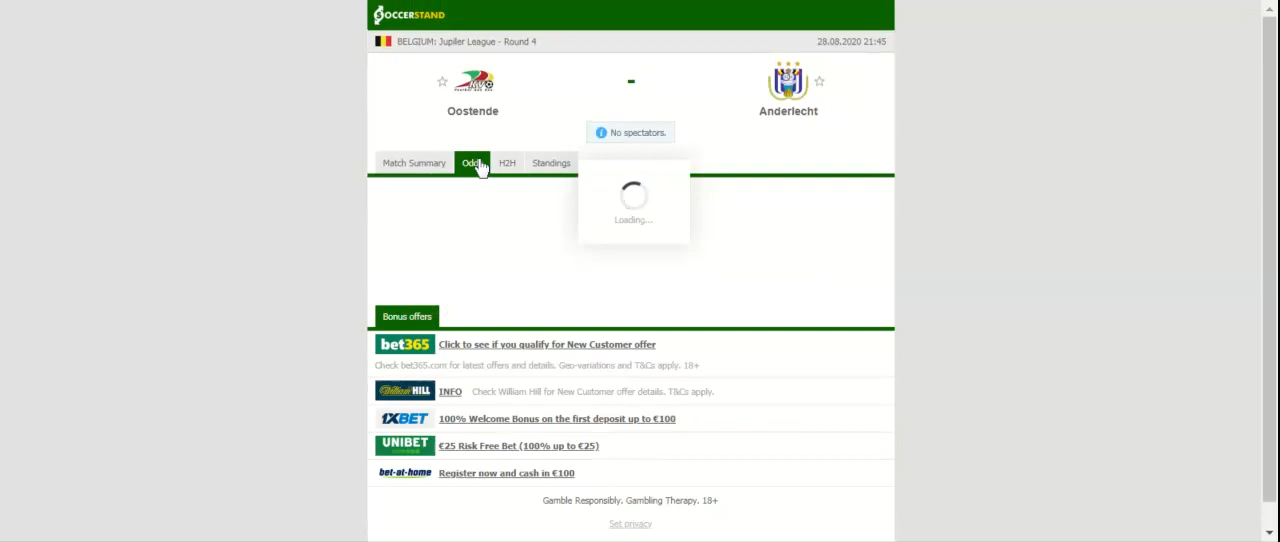 SOCCERSTAND
BELGIUM: Jupiler League - Round 4 28.08.2020 21:45
Oostende - Anderlecht
No spectators.
Match Summary Odds H2H Standings
Loading...
Bonus offers
bet365 Click to see if you qualify for New Customer offer
Check bet365.com for latest offers and details. Geo-variations and T&Cs apply. 18+
William HILL INFO Check William Hill for New Customer offer details. T&Cs apply.
1XBET 100% Welcome Bonus on the first deposit up to €100
UNIBET €25 Risk Free Bet (100% up to €25)
bet-at-home Register now and cash in €100
Gamble Responsibly. Gambling Therapy. 18+
Set privacy